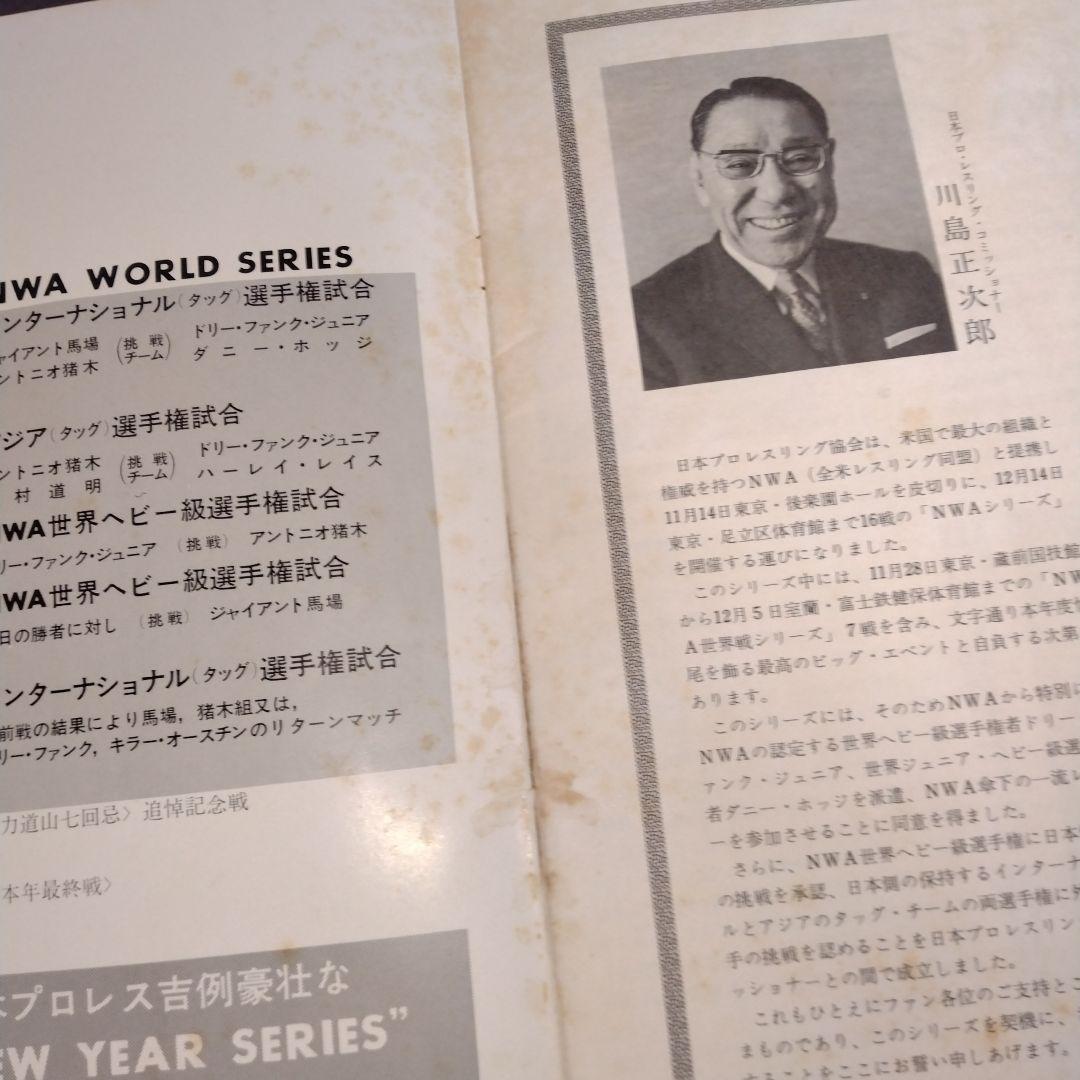 NWA WORLD SERIES
ンターナショナル(タッグ)選手権試合
ャイアント馬場 (挑戦チーム) ドリー・ファンク・ジュニア
ントニオ猪木 ダニー・ホッジ
ジア(タッグ)選手権試合
ントニオ猪木 (挑戦チーム) ドリー・ファンク・ジュニア
村道明 ハーレイ・レイス
NWA世界ヘビー級選手権試合
リー・ファンク・ジュニア (挑戦) アントニオ猪木
NWA世界ヘビー級選手権試合
日の勝者に対し (挑戦) ジャイアント馬場
ンターナショナル(タッグ)選手権試合
前戦の結果により馬場,猪木組又は,
リー・ファンク,キラー・オースチンのリターンマッチ
力道山七回忌〉追悼記念戦
本年最終戦〉
プロレス吉例豪壮な
EW YEAR SERIES”
日本プロ・レスリング・コミッショナー
川島正次郎
日本プロレスリング協会は、米国で最大の組織と
権威を持つNWA(全米レスリング同盟)と提携し
11月14日東京・後楽園ホールを皮切りに、12月14日
東京・足立区体育館まで16戦の「NWAシリーズ」
を開催する運びになりました。
このシリーズ中には、11月28日東京・蔵前国技館
から12月5日室蘭・富士鉄健保体育館までの「NW
A世界戦シリーズ」7戦を含み、文字通り本年度
尾を飾る最高のビッグ・エベントと自負する次第
あります。
このシリーズには、そのためNWAから特別に
NWAの認定する世界ヘビー級選手権者ドリー
ァンク・ジュニア、世界ジュニア・ヘビー級選
者ダニー・ホッジを派遣、NWA傘下の一流レ
ーを参加させることに同意を得ました。
さらに、NWA世界ヘビー級選手権に日本
の挑戦を承認、日本側の保持するインターナ
ルとアジアのタッグ・チームの両選手権に外
手の挑戦を認めることを日本プロレスリン
ッショナーとの間で成立しました。
これもひとえにファン各位のご支持とこ
まものであり、このシリーズを契機に、
することをここにお誓い申しあげます。